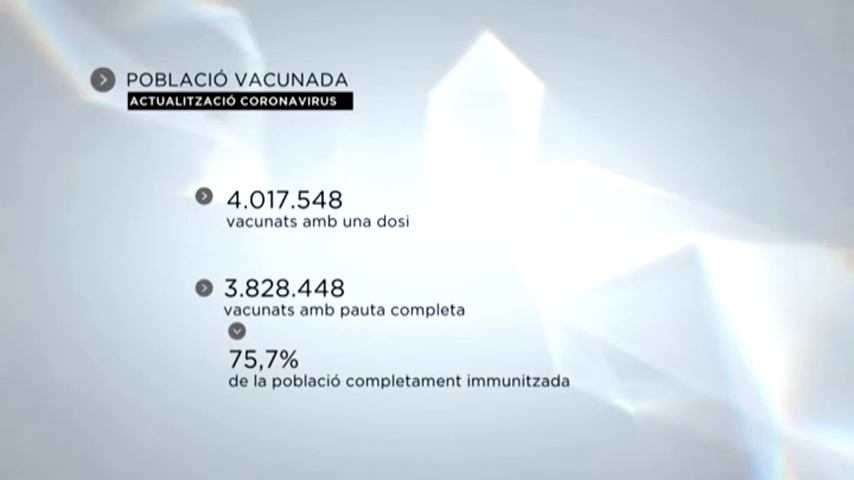 POBLACIÓ VACUNADA
ACTUALITZACIÓ CORONAVIRUS
4.017.548
vacunats amb una dosi
3.828.448
vacunats amb pauta completa
75,7%
de la població completament immunitzada